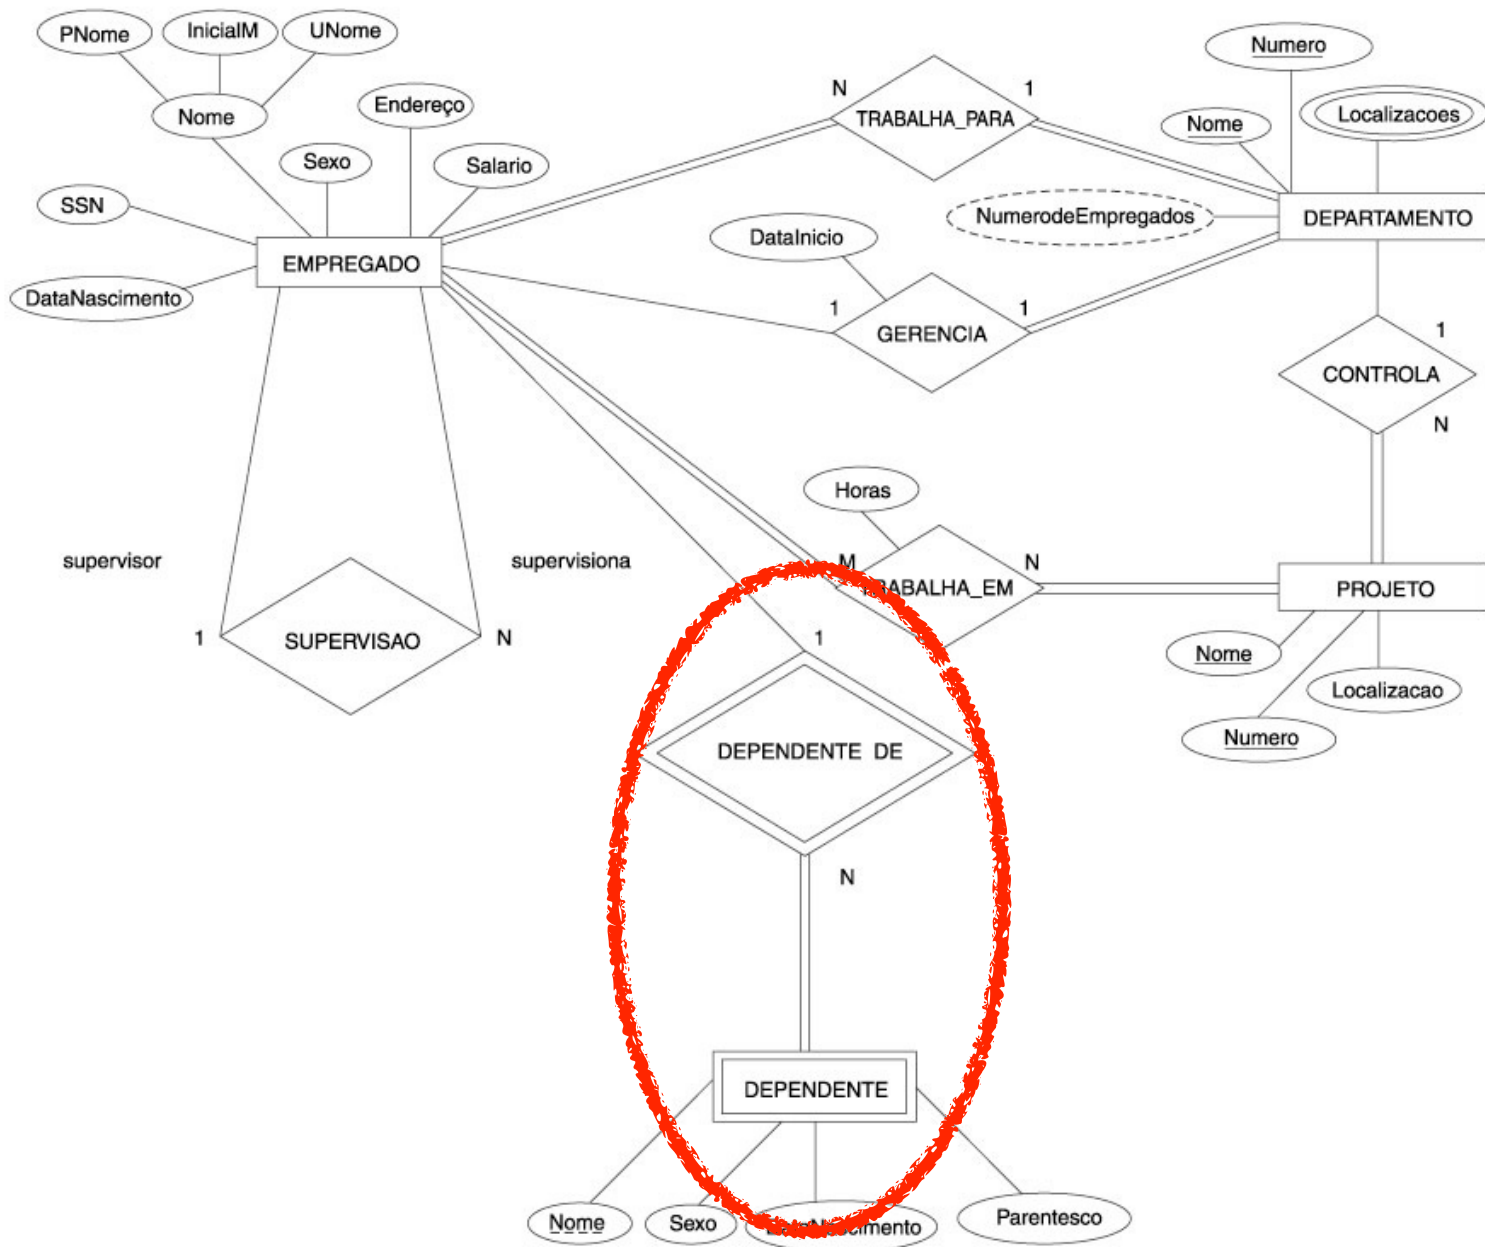 PNome
InicialM
UNome
Numero
Endereço
Nome
N
1
TRABALHA_PARA
Nome
Localizacoes
Sexo
Salario
SSN
NumerodeEmpregados
DEPARTAMENTO
DataInicio
EMPREGADO
DataNascimento
1
1
GERENCIA
1
CONTROLA
N
Horas
supervisor
supervisiona
M
N
TRABALHA_EM
PROJETO
1
SUPERVISAO
N
1
Nome
Localizacao
Numero
DEPENDENTE DE
N
DEPENDENTE
Nome
Sexo
DataNascimento
Parentesco